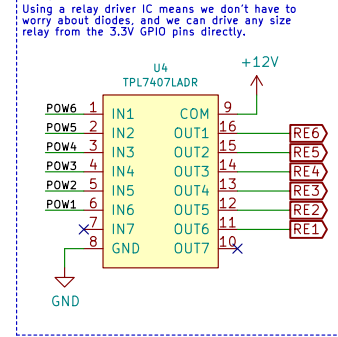 Using a relay driver IC means we don't have to
worry about diodes, and we can drive any size
relay from the 3.3V GPIO pins directly.
+12V
U4
TPL7407LADR
POW6 1 IN1 COM 9
POW5 2 IN2 OUT1 16 RE6
POW4 3 IN3 OUT2 15 RE5
POW3 4 IN4 OUT3 14 RE4
POW2 5 IN5 OUT4 13 RE3
POW1 6 IN6 OUT5 12 RE2
7 IN7 OUT6 11 RE1
8 GND OUT7 10
GND